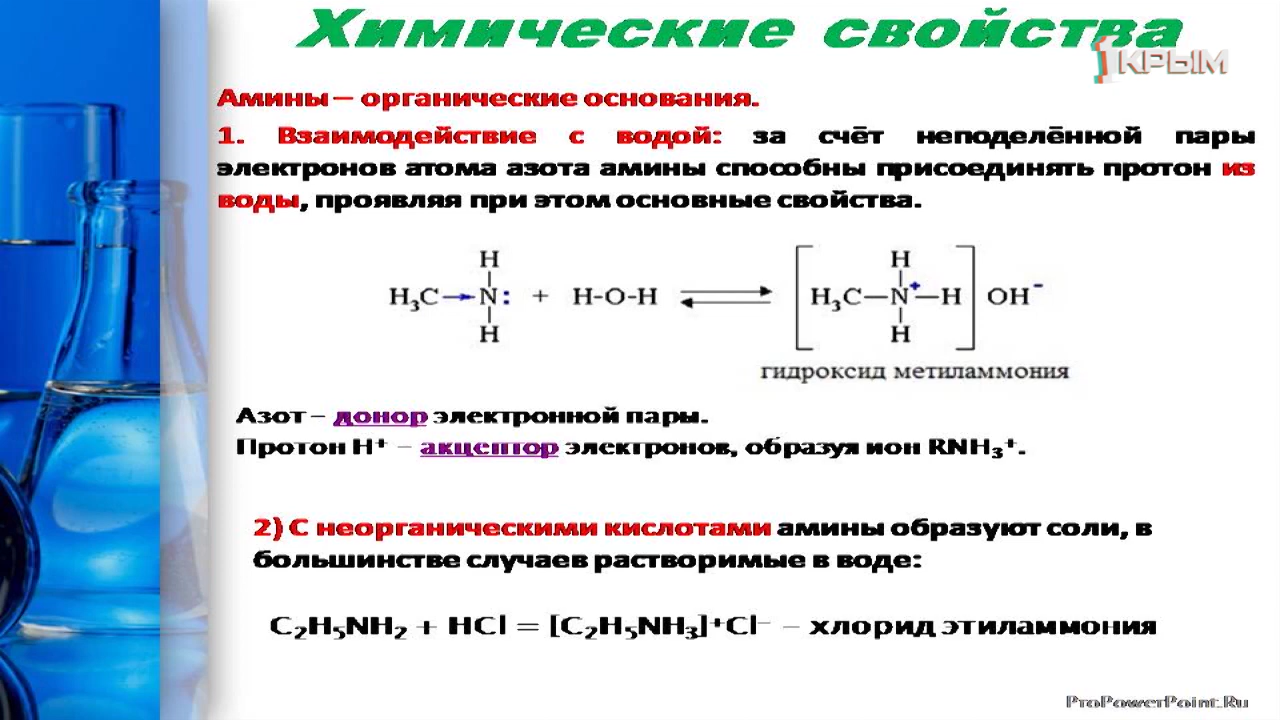 Химические свойства
1КРЫМ
Амины – органические основания.
1. Взаимодействие с водой: за счёт неподелённой пары
электронов атома азота амины способны присоединять протон из
воды, проявляя при этом основные свойства.
H H
H₃C→N: + H-O-H ⇌ [H₃C—N⁺—H] OH⁻
H H
гидроксид метиламмония
Азот – донор электронной пары.
Протон H⁺ – акцептор электронов, образуя ион RNH₃⁺.
2) С неорганическими кислотами амины образуют соли, в
большинстве случаев растворимые в воде:
C₂H₅NH₂ + HCl = [C₂H₅NH₃]⁺Cl⁻ – хлорид этиламмония
ProPowerPoint.Ru